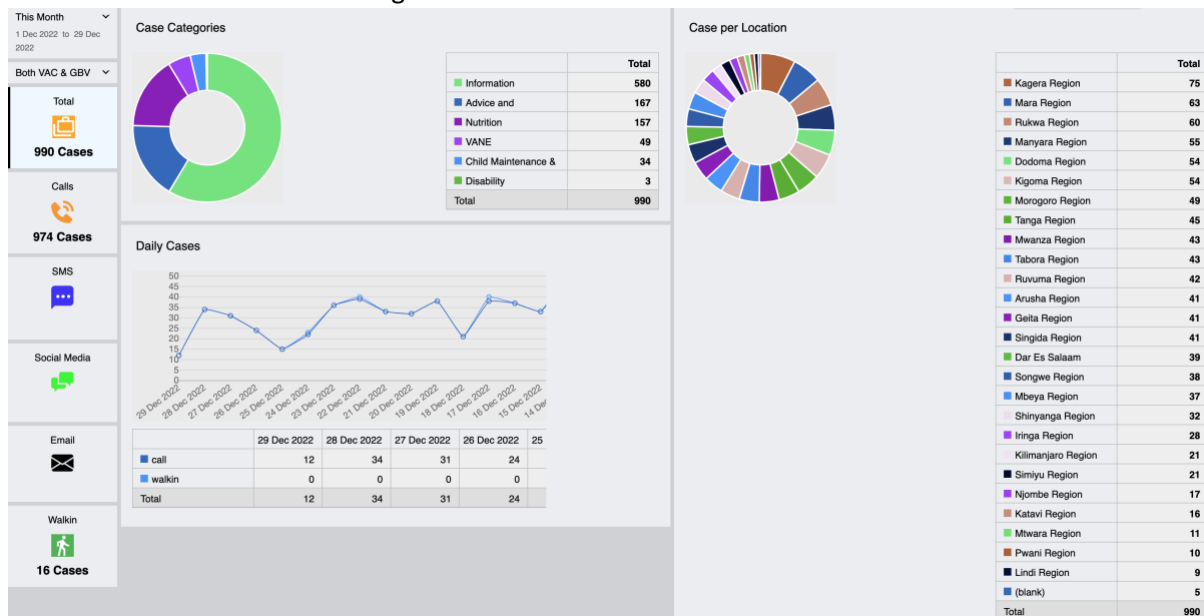 This Month
1 Dec 2022 to 29 Dec
2022
Both VAC & GBV
Total
990 Cases
Calls
974 Cases
SMS
Social Media
Email
Walkin
16 Cases
Case Categories
Total
Information 580
Advice and 167
Nutrition 157
VANE 49
Child Maintenance & 34
Disability 3
Total 990
Daily Cases
50
45
40
35
30
25
20
15
10
5
0
29 Dec 2022
28 Dec 2022
27 Dec 2022
26 Dec 2022
25 Dec 2022
24 Dec 2022
23 Dec 2022
22 Dec 2022
21 Dec 2022
20 Dec 2022
19 Dec 2022
18 Dec 2022
17 Dec 2022
16 Dec 2022
15 Dec 2022
14 De
29 Dec 2022 28 Dec 2022 27 Dec 2022 26 Dec 2022 25
call 12 34 31 24
walkin 0 0 0 0
Total 12 34 31 24
Case per Location
Total
Kagera Region 75
Mara Region 63
Rukwa Region 60
Manyara Region 55
Dodoma Region 54
Kigoma Region 54
Morogoro Region 49
Tanga Region 45
Mwanza Region 43
Tabora Region 43
Ruvuma Region 42
Arusha Region 41
Geita Region 41
Singida Region 41
Dar Es Salaam 39
Songwe Region 38
Mbeya Region 37
Shinyanga Region 32
Iringa Region 28
Kilimanjaro Region 21
Simiyu Region 21
Njombe Region 17
Katavi Region 16
Mtwara Region 11
Pwani Region 10
Lindi Region 9
(blank) 5
Total 990